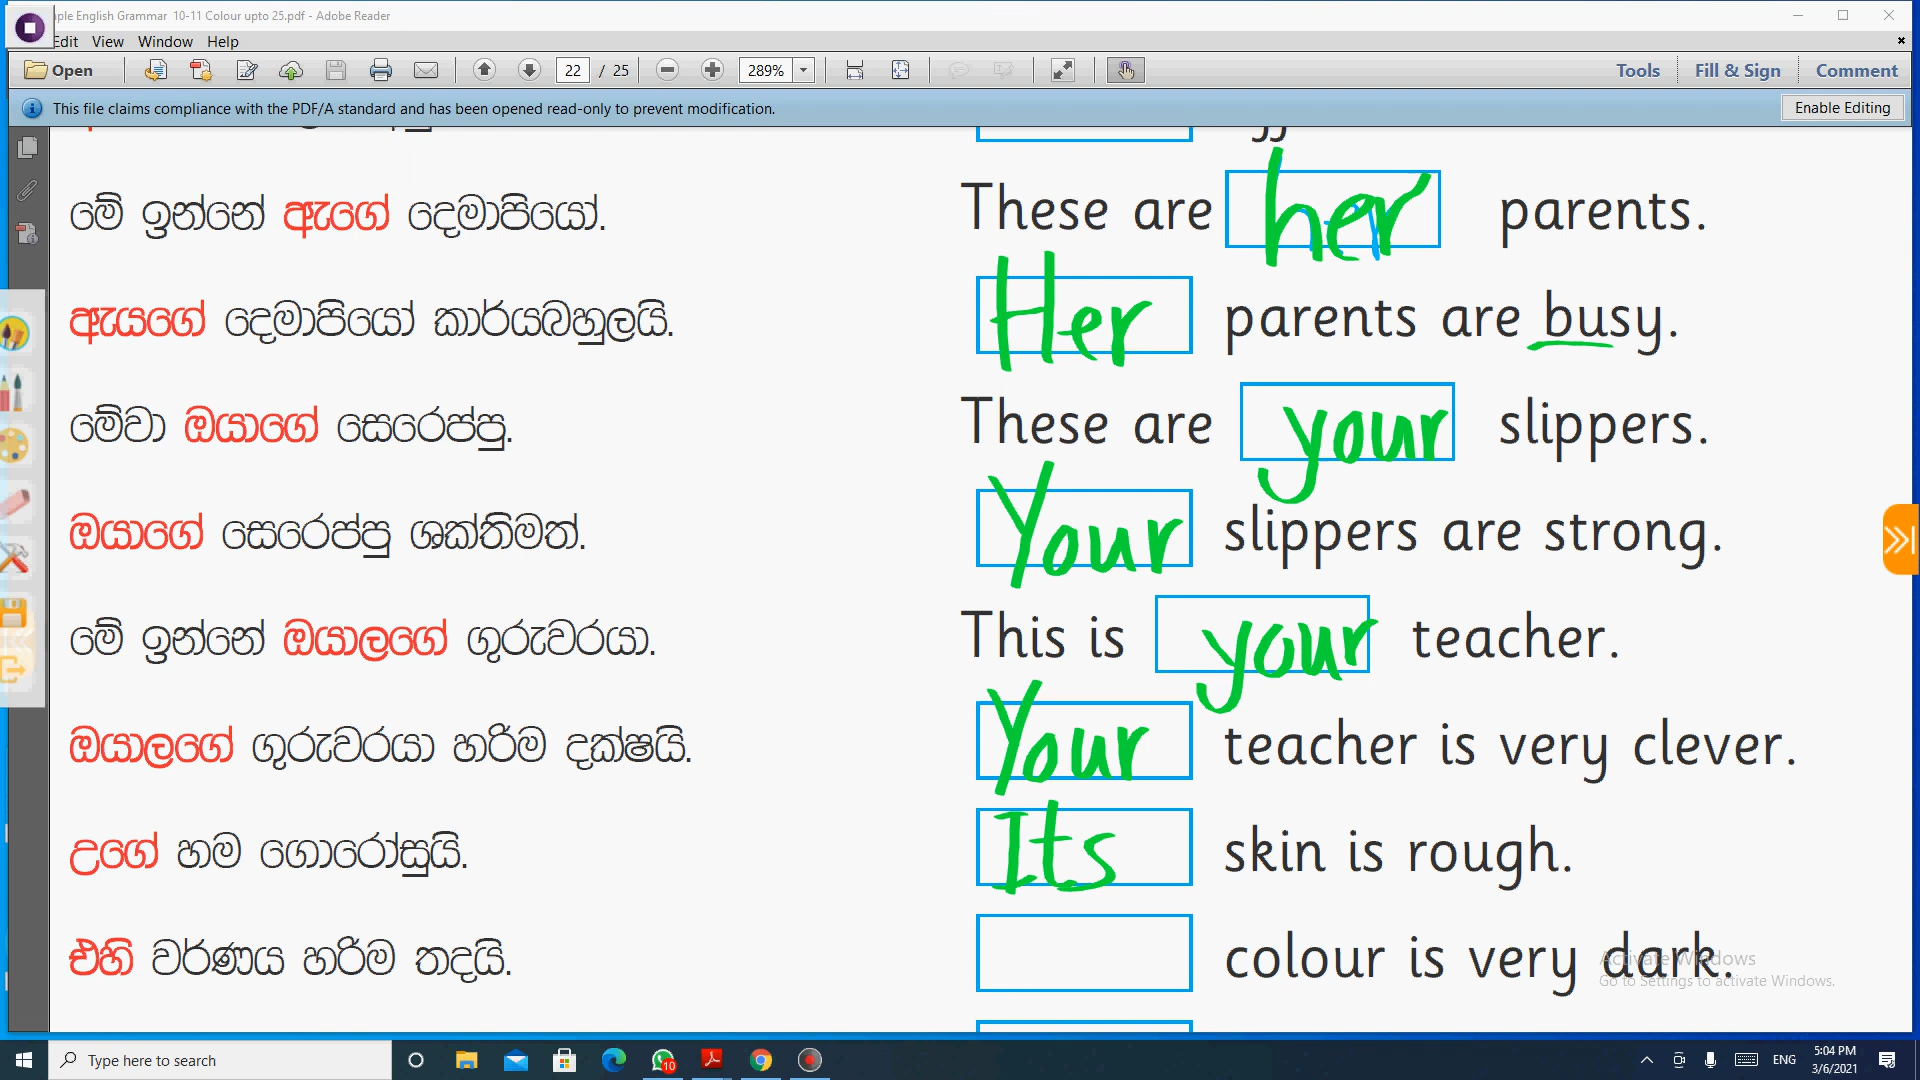 ple English Grammar 10-11 Colour upto 25.pdf - Adobe Reader
Edit View Window Help
Open 22 / 25 289% Tools Fill & Sign Comment
This file claims compliance with the PDF/A standard and has been opened read-only to prevent modification. Enable Editing
මේ ඉන්නේ ඇගේ දෙමාපියෝ. These are her parents.
ඇයගේ දෙමාපියෝ කාර්යබහුලයි. Her parents are busy.
මේවා ඔයාගේ සෙරෙප්පු. These are your slippers.
ඔයාගේ සෙරෙප්පු ශක්තිමත්. Your slippers are strong.
මේ ඉන්නේ ඔයාලගේ ගුරුවරයා. This is your teacher.
ඔයාලගේ ගුරුවරයා හරිම දක්ෂයි. Your teacher is very clever.
උගේ හම ගොරෝසුයි. Its skin is rough.
එහි වර්ණය හරිම තදයි. colour is very dark.
Activate Windows
Go to Settings to activate Windows.
Type here to search 10 ENG 5:04 PM
3/6/2021